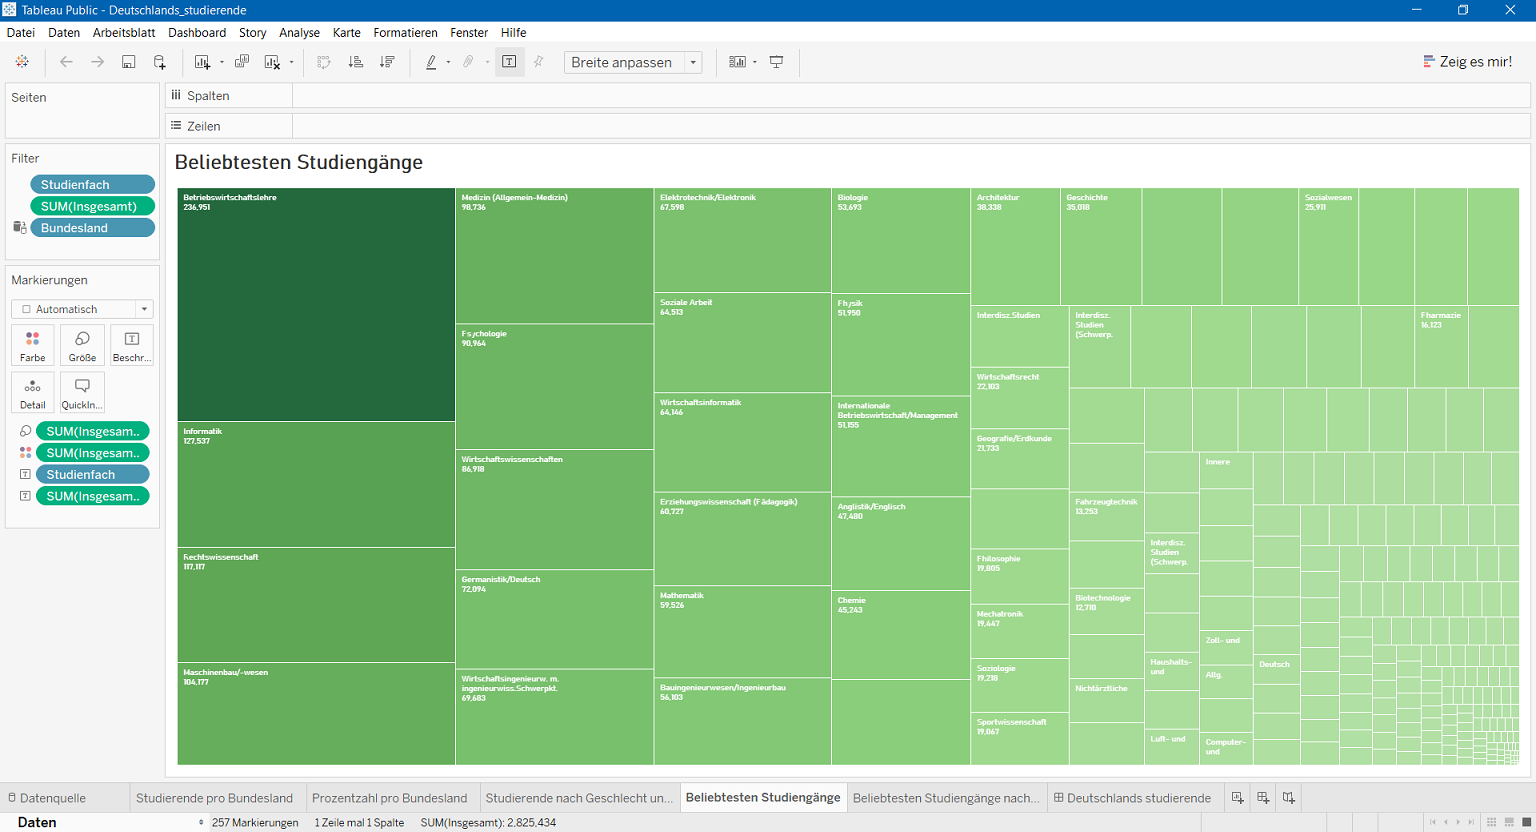 Tableau Public - Deutschlands_studierende
Datei Daten Arbeitsblatt Dashboard Story Analyse Karte Formatieren Fenster Hilfe
Breite anpassen
Zeig es mir!
Seiten
Spalten
Zeilen
Filter
Studienfach
SUM(Insgesamt)
Bundesland
Markierungen
Automatisch
Farbe
Größe
Beschr...
Detail
QuickIn...
SUM(Insgesam..
SUM(Insgesam..
Studienfach
SUM(Insgesam..
Beliebtesten Studiengänge
Betriebswirtschaftslehre
236,951
Informatik
127,537
Rechtswissenschaft
117,117
Maschinenbau/-wesen
104,177
Medizin (Allgemein-Medizin)
98,736
Psychologie
90,964
Wirtschaftswissenschaften
86,918
Germanistik/Deutsch
72,094
Wirtschaftsingenieurw. m.
ingenieurwiss.Schwerpkt.
69,683
Elektrotechnik/Elektronik
67,598
Soziale Arbeit
64,513
Wirtschaftsinformatik
64,146
Erziehungswissenschaft (Pädagogik)
60,727
Mathematik
59,526
Bauingenieurwesen/Ingenieurbau
56,103
Biologie
53,693
Physik
51,950
Internationale
Betriebswirtschaft/Management
51,155
Anglistik/Englisch
47,480
Chemie
45,243
Architektur
38,338
Geschichte
35,018
Sozialwesen
25,911
Interdisz.Studien
Wirtschaftsrecht
22,103
Geografie/Erdkunde
21,733
Philosophie
19,805
Mechatronik
19,447
Soziologie
19,218
Sportwissenschaft
19,067
Interdisz.
Studien
(Schwerp.
Pharmazie
16,123
Fahrzeugtechnik
13,253
Biotechnologie
12,710
Nichtärztliche
Interdisz.
Studien
(Schwerp.
Haushalts-
und
Luft- und
Innere
Zoll- und
Allg.
Computer-
und
Deutsch
Datenquelle
Studierende pro Bundesland
Prozentzahl pro Bundesland
Studierende nach Geschlecht un...
Beliebtesten Studiengänge
Beliebtesten Studiengänge nach...
Deutschlands studierende
Daten
257 Markierungen
1 Zeile mal 1 Spalte
SUM(Insgesamt): 2.825,434